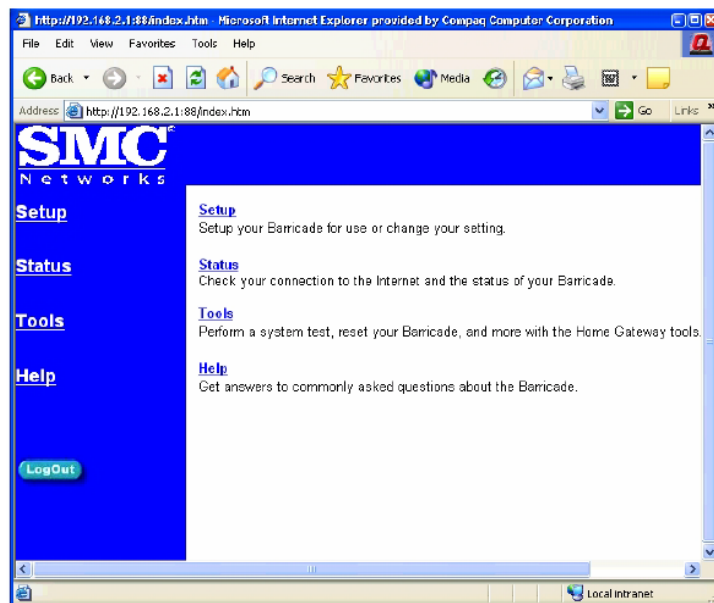 http://192.168.2.1:88/index.htm - Microsoft Internet Explorer provided by Compaq Computer Corporation
File Edit View Favorites Tools Help
Back Search Favorites Media
Address http://192.168.2.1:88/index.htm Go Links »
SMC®
Networks
Setup
Status
Tools
Help
LogOut
Setup
Setup your Barricade for use or change your setting.
Status
Check your connection to the Internet and the status of your Barricade.
Tools
Perform a system test, reset your Barricade, and more with the Home Gateway tools.
Help
Get answers to commonly asked questions about the Barricade.
Local intranet